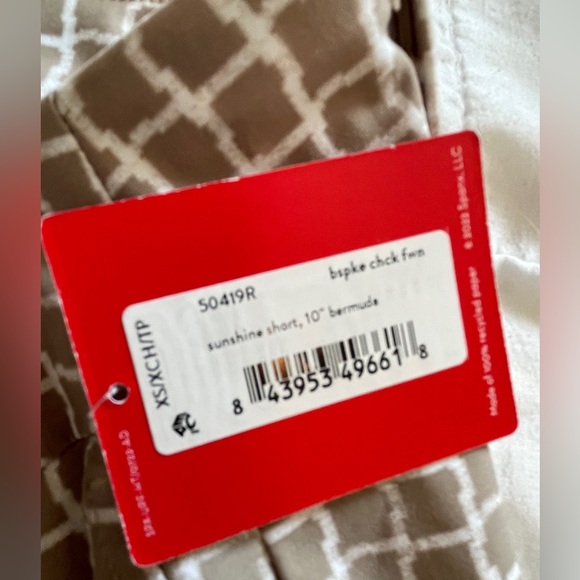 50419R
bspke chck fwn
sunshine short, 10" bermuda
XS/XCH/TP
8 43953 49661 8
Made of 100% recycled paper
© 2022 Spanx, LLC